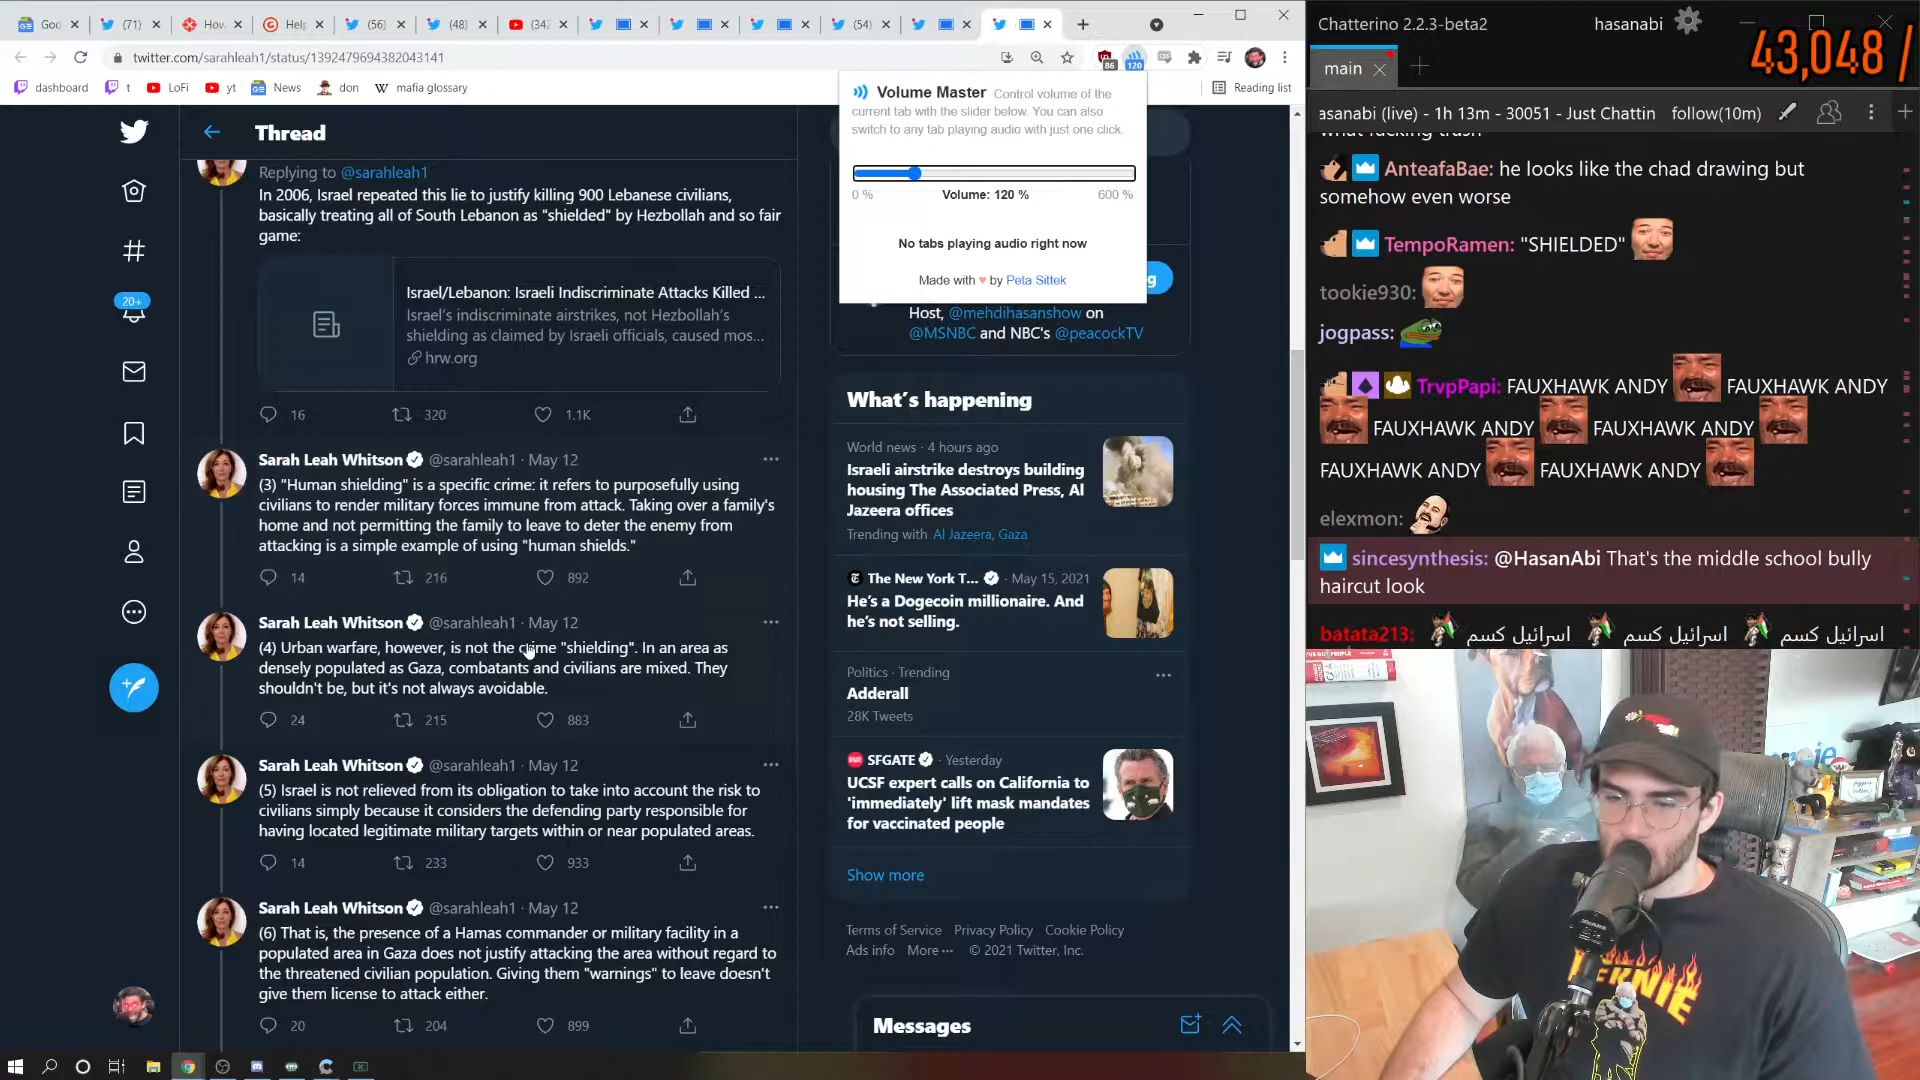 Goo
(71)
How
Help
(56)
(48)
(342
(54)
twitter.com/sarahleah1/status/1392479694382043141
86
120
dashboard
t
LoFi
yt
News
don
mafia glossary
Reading list
Volume Master Control volume of the
current tab with the slider below. You can also
switch to any tab playing audio with just one click.
0 %
Volume: 120 %
600 %
No tabs playing audio right now
Made with ♥ by Peta Sittek
20+
Thread
Replying to @sarahleah1
In 2006, Israel repeated this lie to justify killing 900 Lebanese civilians,
basically treating all of South Lebanon as "shielded" by Hezbollah and so fair
game:
Israel/Lebanon: Israeli Indiscriminate Attacks Killed ...
Israel's indiscriminate airstrikes, not Hezbollah's
shielding as claimed by Israeli officials, caused mos...
hrw.org
16
320
1.1K
Sarah Leah Whitson @sarahleah1 · May 12
(3) "Human shielding" is a specific crime: it refers to purposefully using
civilians to render military forces immune from attack. Taking over a family's
home and not permitting the family to leave to deter the enemy from
attacking is a simple example of using "human shields."
14
216
892
Sarah Leah Whitson @sarahleah1 · May 12
(4) Urban warfare, however, is not the crime "shielding". In an area as
densely populated as Gaza, combatants and civilians are mixed. They
shouldn't be, but it's not always avoidable.
24
215
883
Sarah Leah Whitson @sarahleah1 · May 12
(5) Israel is not relieved from its obligation to take into account the risk to
civilians simply because it considers the defending party responsible for
having located legitimate military targets within or near populated areas.
14
233
933
Sarah Leah Whitson @sarahleah1 · May 12
(6) That is, the presence of a Hamas commander or military facility in a
populated area in Gaza does not justify attacking the area without regard to
the threatened civilian population. Giving them "warnings" to leave doesn't
give them license to attack either.
20
204
899
g
Host, @mehdihasanshow on
@MSNBC and NBC's @peacockTV
What's happening
World news · 4 hours ago
Israeli airstrike destroys building
housing The Associated Press, Al
Jazeera offices
Trending with Al Jazeera, Gaza
The New York T... · May 15, 2021
He's a Dogecoin millionaire. And
he's not selling.
Politics · Trending
Adderall
28K Tweets
SFGATE · Yesterday
UCSF expert calls on California to
'immediately' lift mask mandates
for vaccinated people
Show more
Terms of Service Privacy Policy Cookie Policy
Ads info More ··· © 2021 Twitter, Inc.
Messages
Chatterino 2.2.3-beta2
hasanabi
43,048 /
main
asanabi (live) - 1h 13m - 30051 - Just Chattin
follow(10m)
what fucking trash
AnteafaBae: he looks like the chad drawing but
somehow even worse
TempoRamen: "SHIELDED"
tookie930:
jogpass:
TrvpPapi: FAUXHAWK ANDY FAUXHAWK ANDY
FAUXHAWK ANDY FAUXHAWK ANDY
FAUXHAWK ANDY FAUXHAWK ANDY
elexmon:
sincesynthesis: @HasanAbi That's the middle school bully
haircut look
batata213: اسرائيل كسم اسرائيل كسم اسرائيل كسم
BERNIE